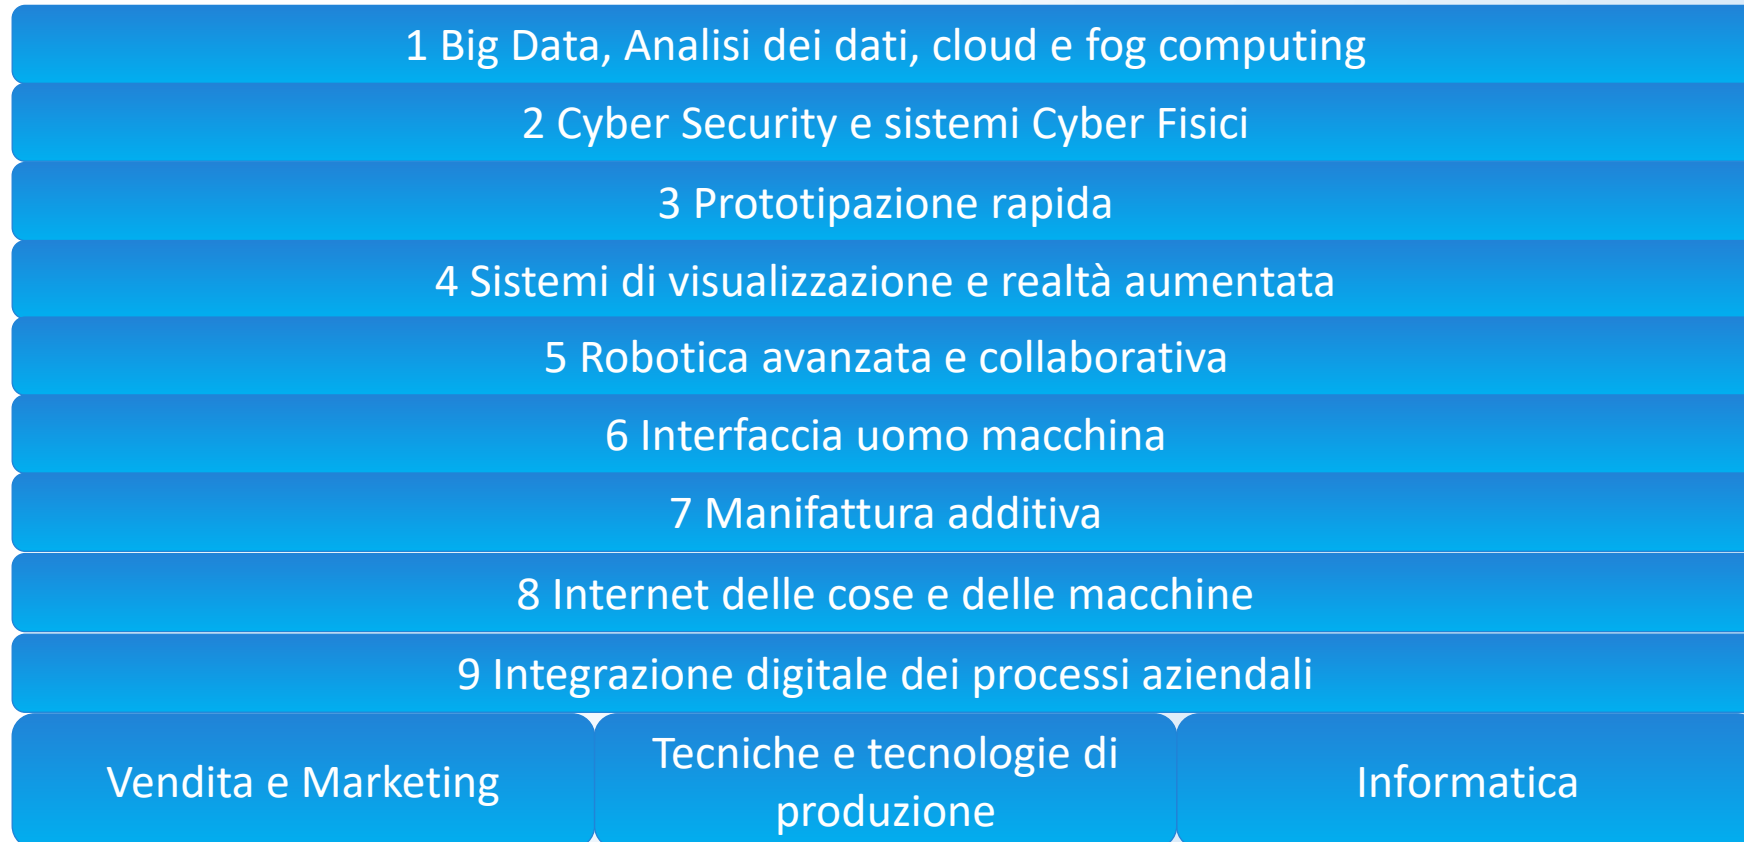 1 Big Data, Analisi dei dati, cloud e fog computing
2 Cyber Security e sistemi Cyber Fisici
3 Prototipazione rapida
4 Sistemi di visualizzazione e realtà aumentata
5 Robotica avanzata e collaborativa
6 Interfaccia uomo macchina
7 Manifattura additiva
8 Internet delle cose e delle macchine
9 Integrazione digitale dei processi aziendali
Vendita e Marketing
Tecniche e tecnologie di
produzione
Informatica